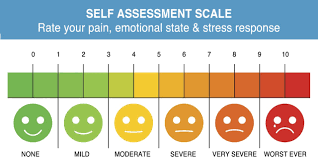 SELF ASSESSMENT SCALE
Rate your pain, emotional state & stress response
0 1 2 3 4 5 6 7 8 9 10
NONE MILD MODERATE SEVERE VERY SEVERE WORST EVER